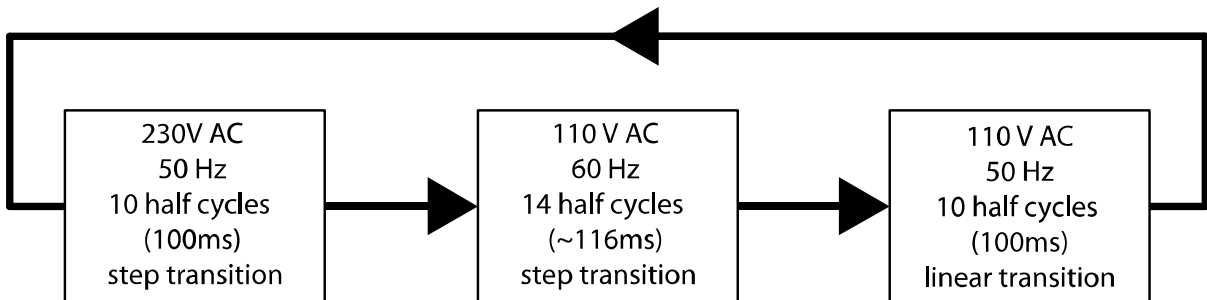 230V AC
50 Hz
10 half cycles
(100ms)
step transition
110 V AC
60 Hz
14 half cycles
(~116ms)
step transition
110 V AC
50 Hz
10 half cycles
(100ms)
linear transition